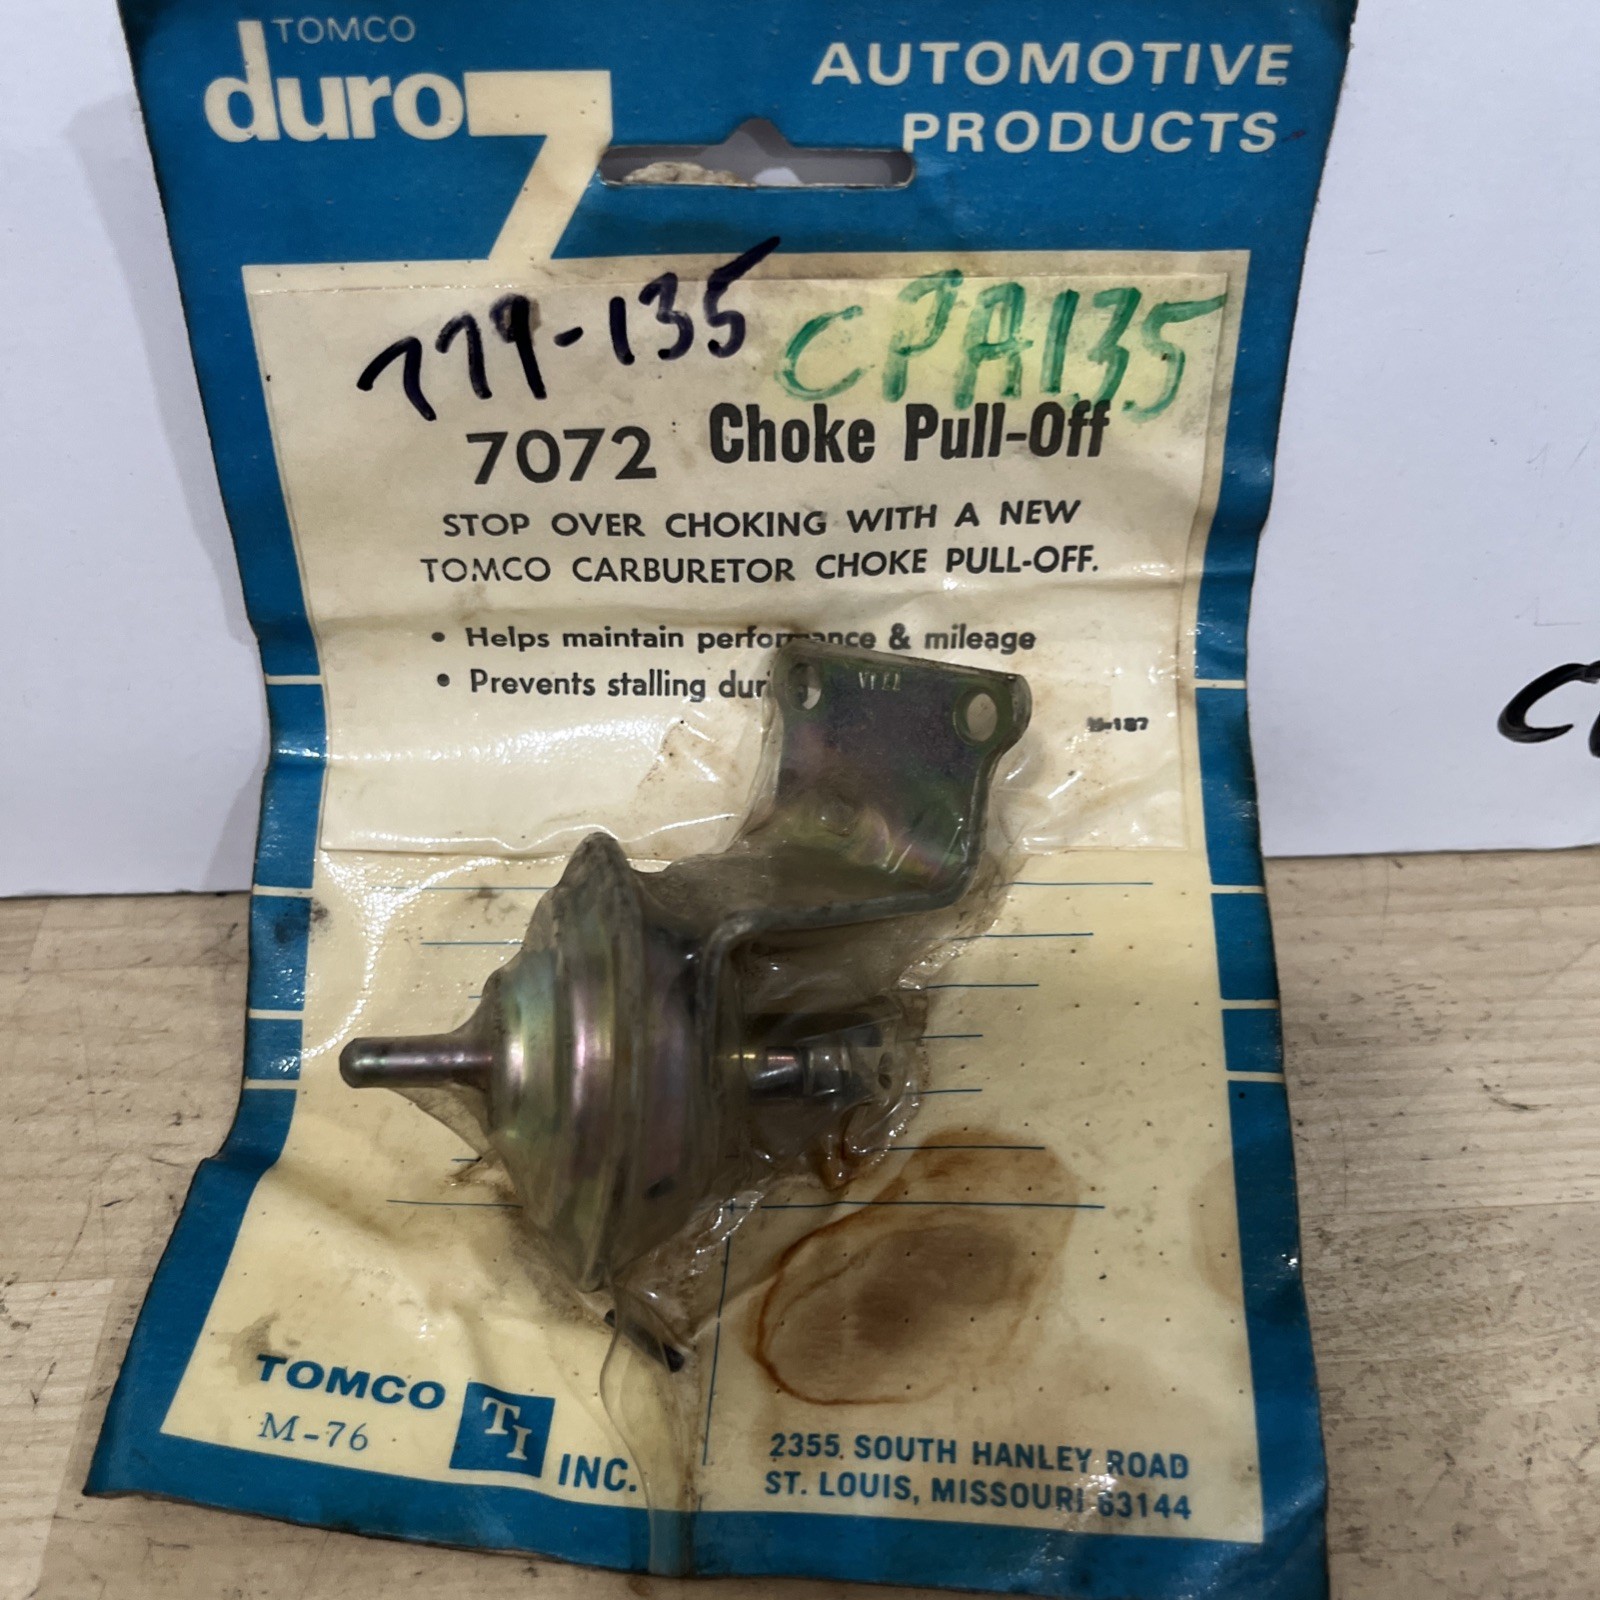 TOMCO
duro
7
AUTOMOTIVE
PRODUCTS
779-135
CPA135
7072 Choke Pull-Off
STOP OVER CHOKING WITH A NEW
TOMCO CARBURETOR CHOKE PULL-OFF.
• Helps maintain performance & mileage
• Prevents stalling duri
-187
TOMCO
M-76
TI
INC.
2355 SOUTH HANLEY ROAD
ST. LOUIS, MISSOURI 63144